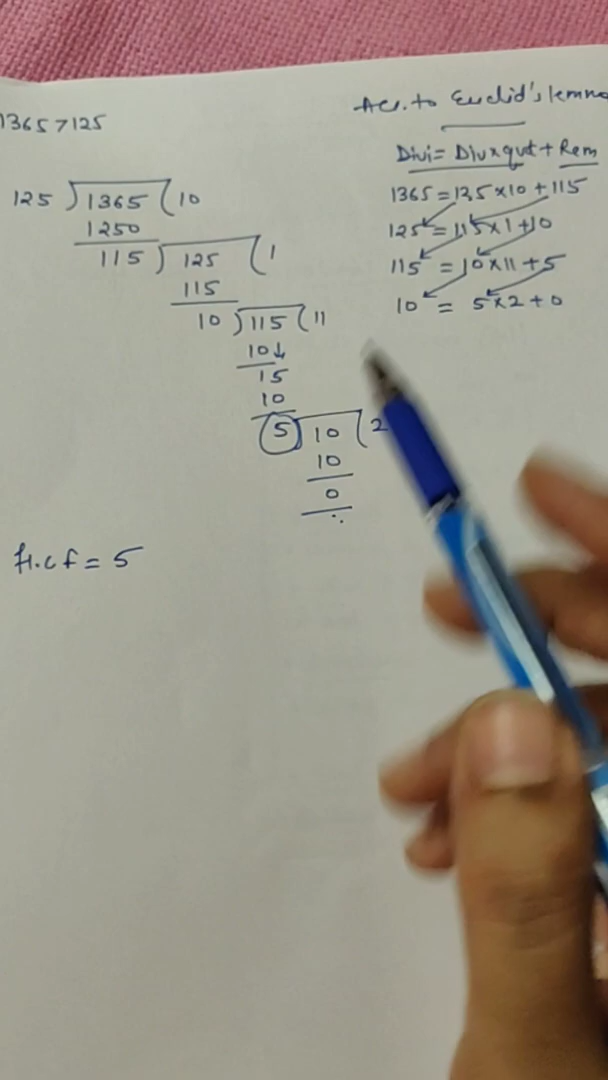 1365 > 125
Acc. to Euclid's lemma
Divi = Div × qut + Rem
1365 = 125 × 10 + 115
125 = 115 × 1 + 10
115 = 10 × 11 + 5
10 = 5 × 2 + 0
125 ) 1365 ( 10
1250
115 ) 125 ( 1
115
10 ) 115 ( 11
10↓
15
10
5 ) 10 ( 2
10
0
H.C.F = 5